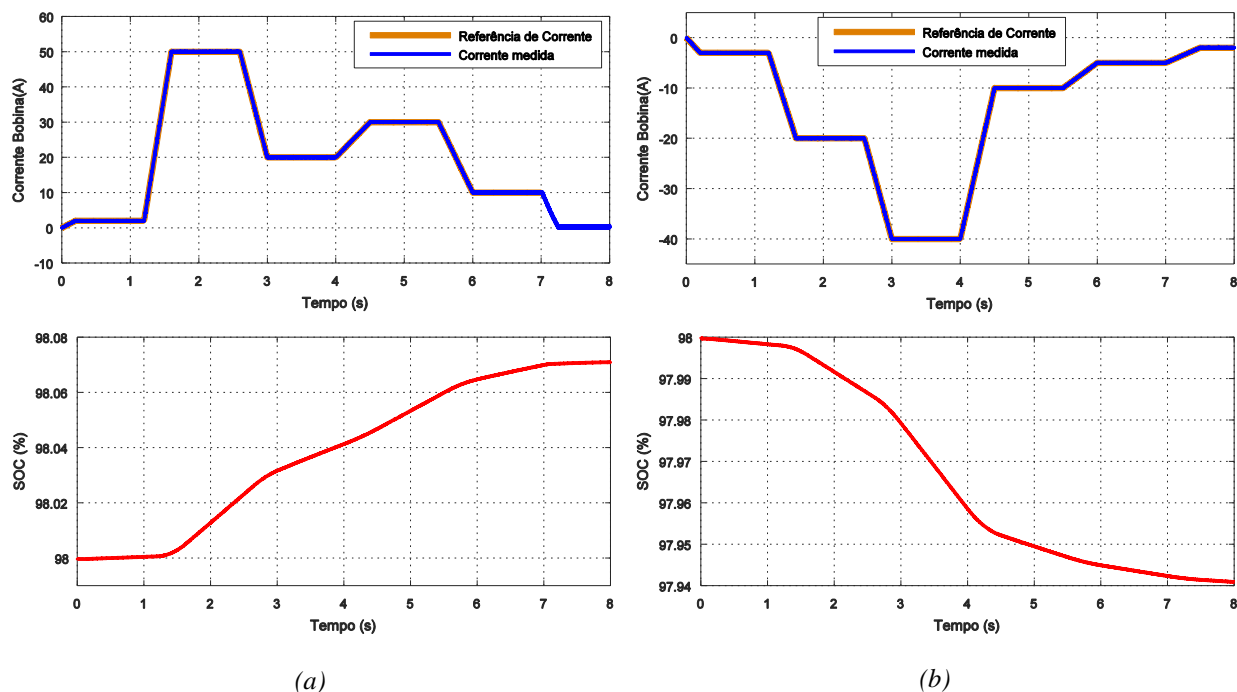 60
50
40
30
20
10
0
-10
Corrente Bobina(A)
Referência de Corrente
Corrente medida
0 1 2 3 4 5 6 7 8
Tempo (s)
0
-10
-20
-30
-40
Corrente Bobina(A)
Referência de Corrente
Corrente medida
0 1 2 3 4 5 6 7 8
Tempo (s)
98.08
98.06
98.04
98.02
98
SOC (%)
0 1 2 3 4 5 6 7 8
Tempo (s)
98
97.99
97.98
97.97
97.96
97.95
97.94
SOC (%)
0 1 2 3 4 5 6 7 8
Tempo (s)
(a)
(b)